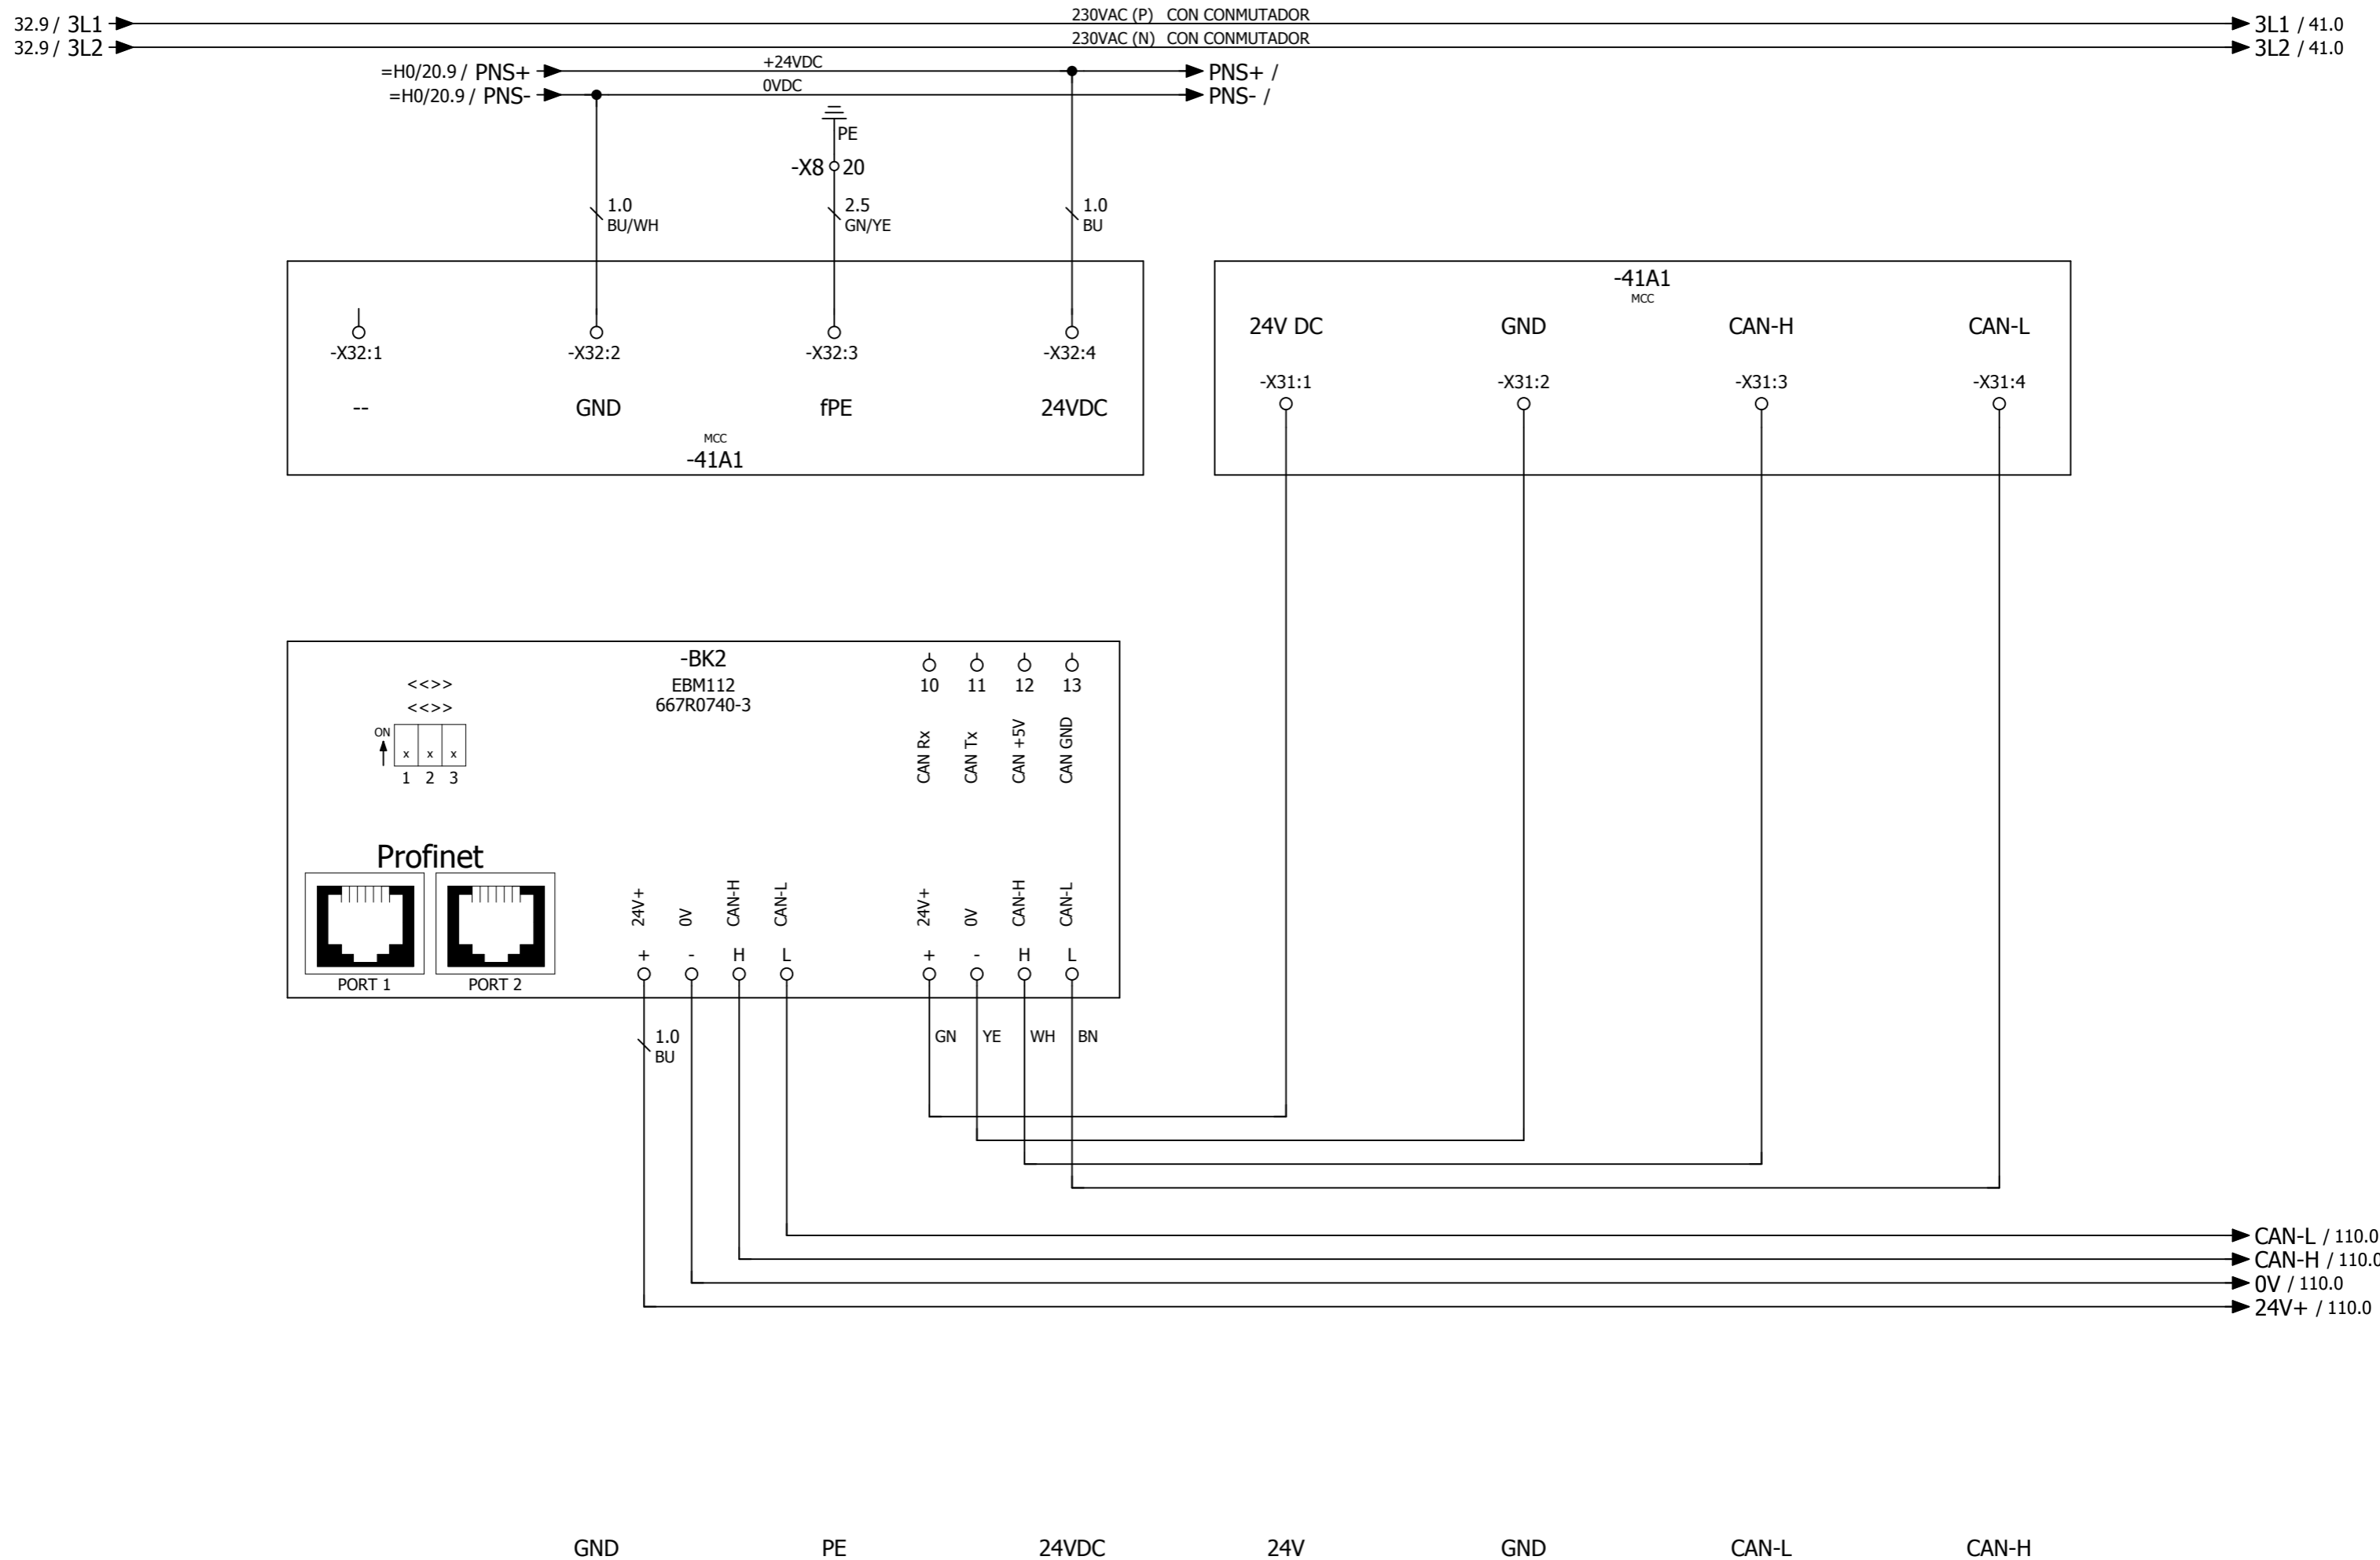 32.9 / 3L1 230VAC (P) CON CONMUTADOR 3L1 / 41.0
32.9 / 3L2 230VAC (N) CON CONMUTADOR 3L2 / 41.0
=H0/20.9 / PNS+ +24VDC PNS+ /
=H0/20.9 / PNS- 0VDC PNS- /
PE
-X8 20
1.0 2.5 1.0
BU/WH GN/YE BU
-X32:1 -X32:2 -X32:3 -X32:4
-- GND fPE 24VDC
MCC
-41A1
-41A1
MCC
24V DC GND CAN-H CAN-L
-X31:1 -X31:2 -X31:3 -X31:4
-BK2
EBM112
667R0740-3
<<>>
<<>>
ON
x x x
1 2 3
10 11 12 13
CAN Rx CAN Tx CAN +5V CAN GND
Profinet
PORT 1 PORT 2
24V+ 0V CAN-H CAN-L 24V+ 0V CAN-H CAN-L
+ - H L + - H L
1.0
BU
GN YE WH BN
CAN-L / 110.0
CAN-H / 110.0
0V / 110.0
24V+ / 110.0
GND PE 24VDC 24V GND CAN-L CAN-H